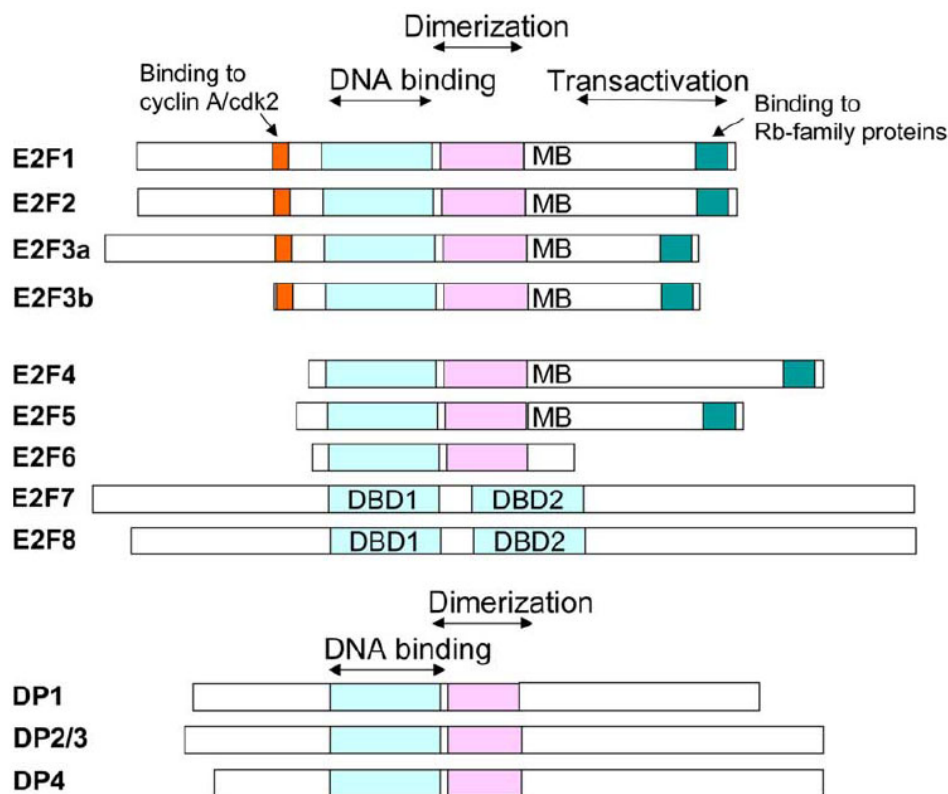 Dimerization
Binding to
cyclin A/cdk2
DNA binding
Transactivation
Binding to
Rb-family proteins
E2F1 MB
E2F2 MB
E2F3a MB
E2F3b MB
E2F4 MB
E2F5 MB
E2F6
E2F7 DBD1 DBD2
E2F8 DBD1 DBD2
Dimerization
DNA binding
DP1
DP2/3
DP4